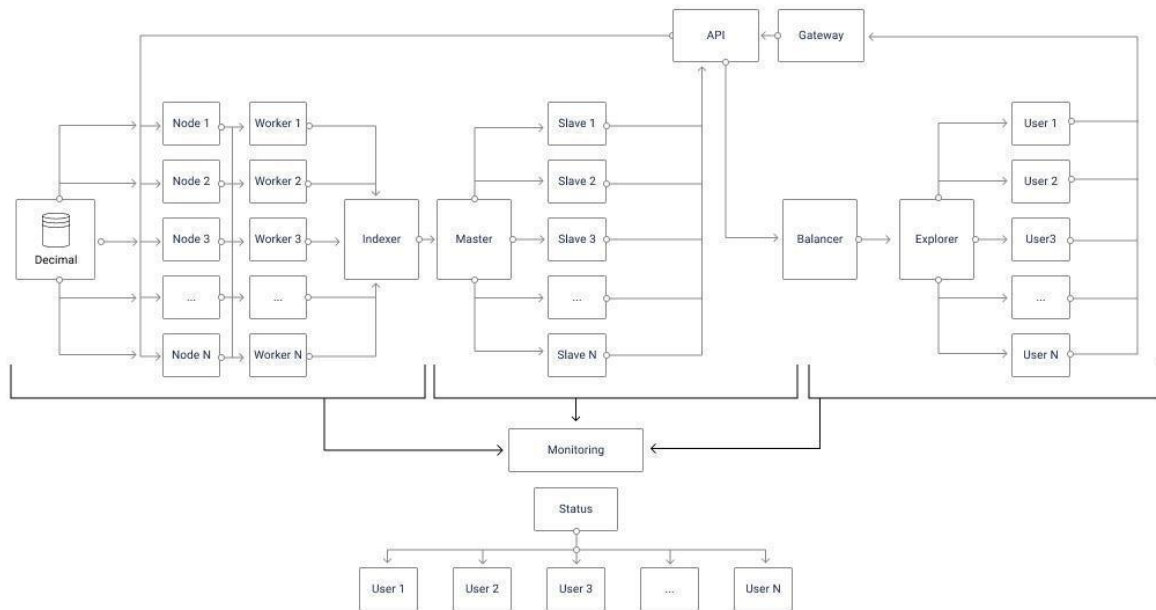 API
Gateway
Node 1
Worker 1
Slave 1
User 1
Node 2
Worker 2
Slave 2
User 2
Decimal
Node 3
Worker 3
Indexer
Master
Slave 3
Balancer
Explorer
User3
...
...
...
...
Node N
Worker N
Slave N
User N
Monitoring
Status
User 1
User 2
User 3
...
User N